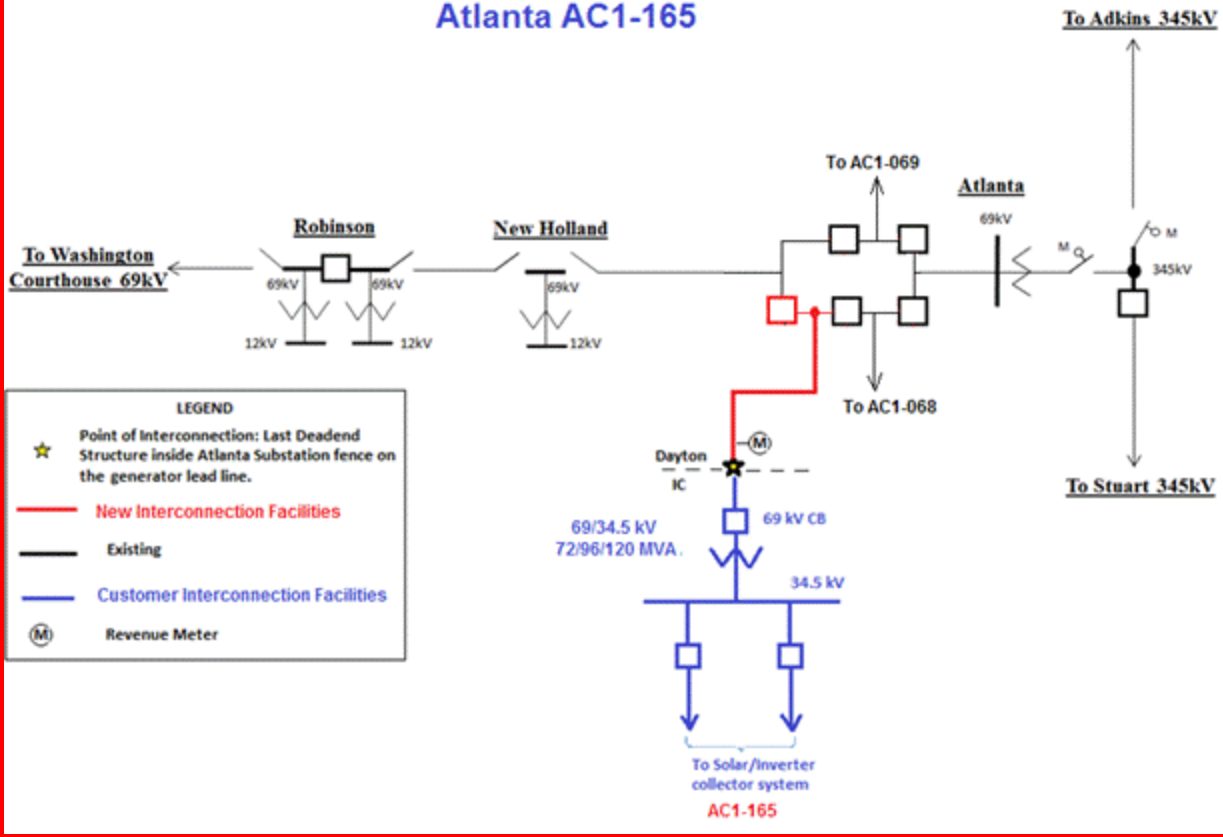 Atlanta AC1-165
To Adkins 345kV
To AC1-069
Atlanta
69kV
M
M
345kV
Robinson
New Holland
To Washington
Courthouse 69kV
69kV
69kV
69kV
12kV
12kV
12kV
To AC1-068
To Stuart 345kV
LEGEND
Point of Interconnection: Last Deadend
Structure inside Atlanta Substation fence on
the generator lead line.
New Interconnection Facilities
Existing
Customer Interconnection Facilities
M
Revenue Meter
M
Dayton
IC
69/34.5 kV
72/96/120 MVA.
69 kV CB
34.5 kV
To Solar/Inverter
collector system
AC1-165